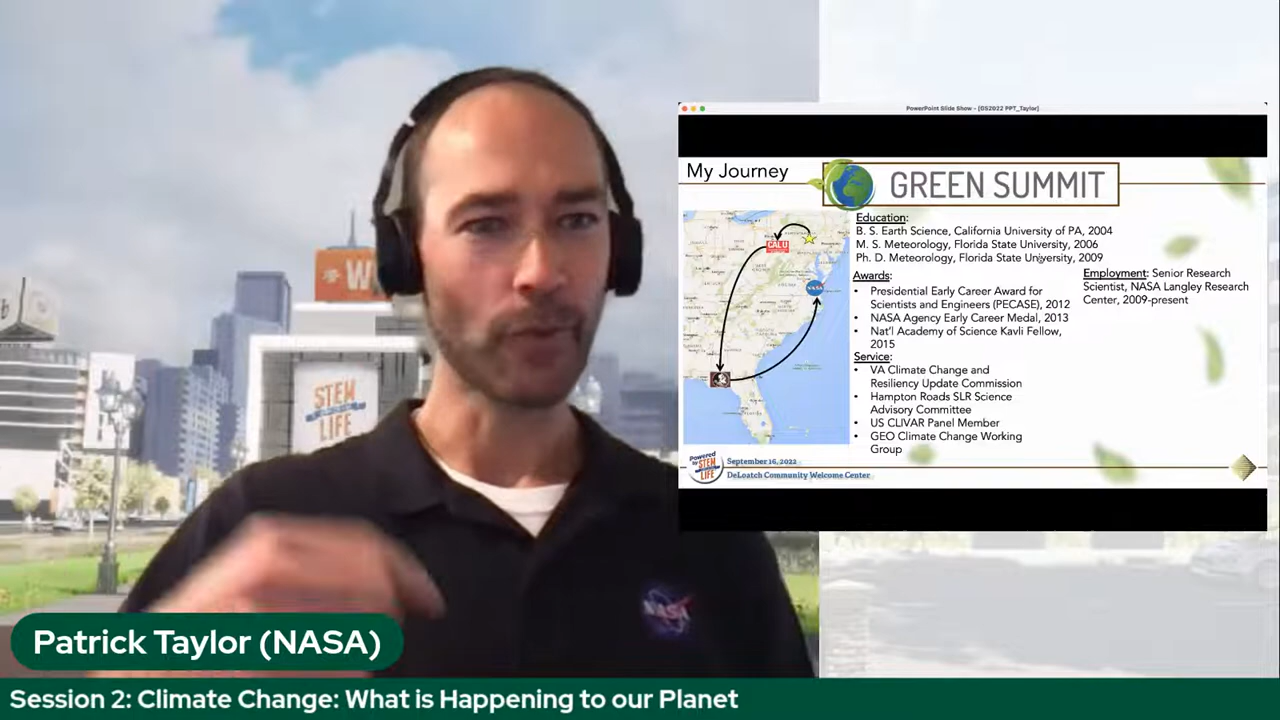 PowerPoint Slide Show - [GS2022 PPT_Taylor]
My Journey
GREEN SUMMIT
CAL U
NASA
Education:
B. S. Earth Science, California University of PA, 2004
M. S. Meteorology, Florida State University, 2006
Ph. D. Meteorology, Florida State University, 2009
Awards:
• Presidential Early Career Award for
Scientists and Engineers (PECASE), 2012
• NASA Agency Early Career Medal, 2013
• Nat'l Academy of Science Kavli Fellow,
2015
Employment: Senior Research
Scientist, NASA Langley Research
Center, 2009-present
Service:
• VA Climate Change and
Resiliency Update Commission
• Hampton Roads SLR Science
Advisory Committee
• US CLIVAR Panel Member
• GEO Climate Change Working
Group
Powered
by STEM
LIFE
September 16, 2022
DeLoatch Community Welcome Center
W
b
STEM
LIFE
NASA
Patrick Taylor (NASA)
Session 2: Climate Change: What is Happening to our Planet